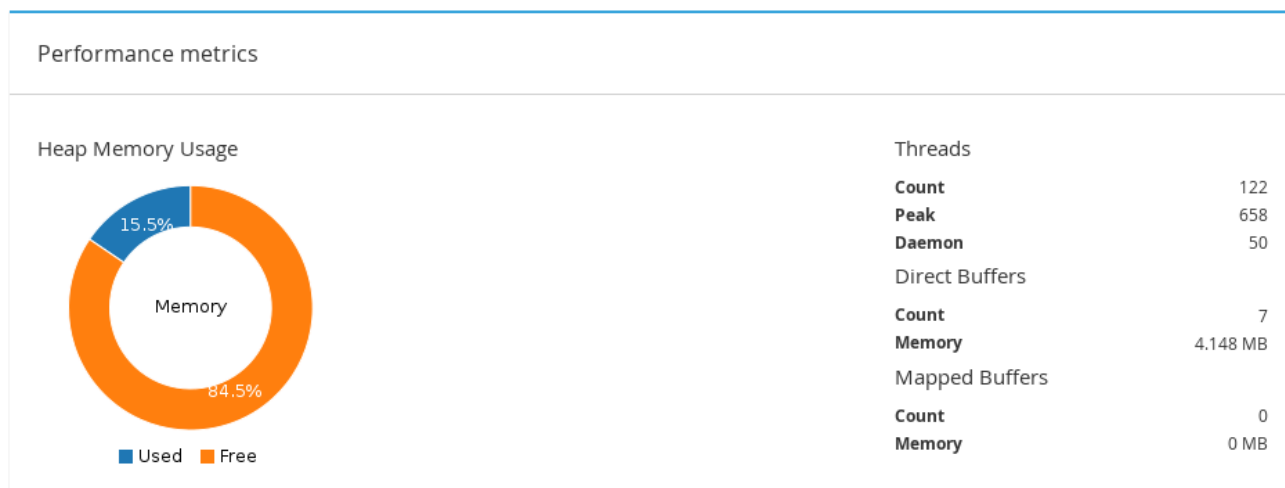 Performance metrics
Heap Memory Usage
15.5%
Memory
84.5%
Used Free
Threads
Count 122
Peak 658
Daemon 50
Direct Buffers
Count 7
Memory 4.148 MB
Mapped Buffers
Count 0
Memory 0 MB